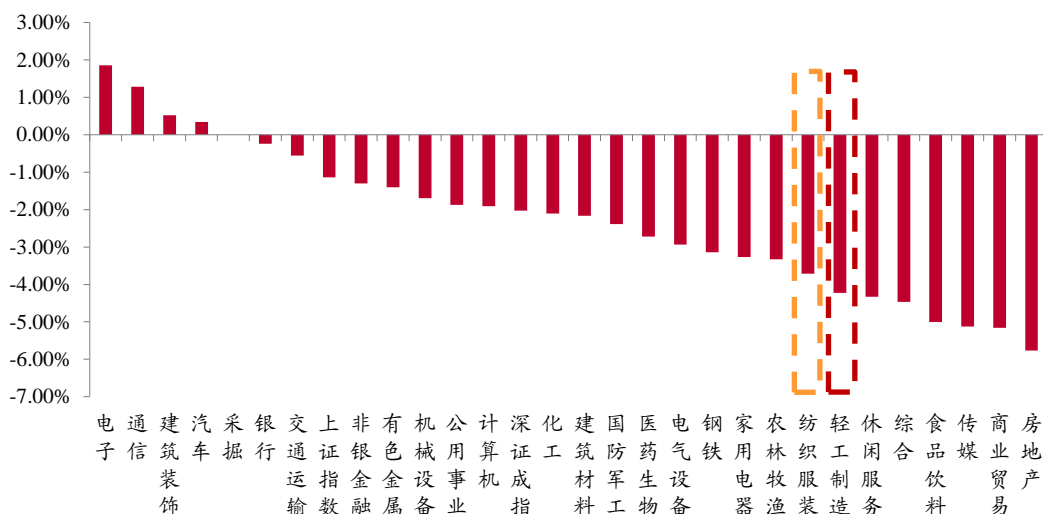 3.00%
2.00%
1.00%
0.00%
-1.00%
-2.00%
-3.00%
-4.00%
-5.00%
-6.00%
-7.00%
电子
通信
建筑装饰
汽车
采掘
银行
交通运输
上证指数
非银金融
有色金属
机械设备
公用事业
计算机
深证成指
化工
建筑材料
国防军工
医药生物
电气设备
钢铁
家用电器
农林牧渔
纺织服装
轻工制造
休闲服务
综合
食品饮料
传媒
商业贸易
房地产